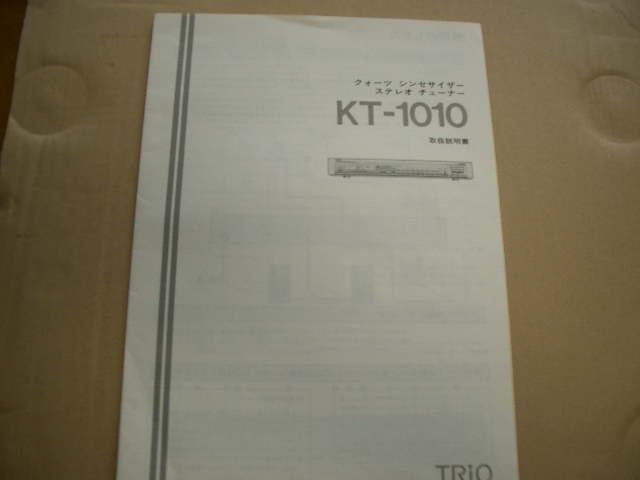 クォーツ シンセサイザー
ステレオ チューナー
KT-1010
取扱説明書
TRIO